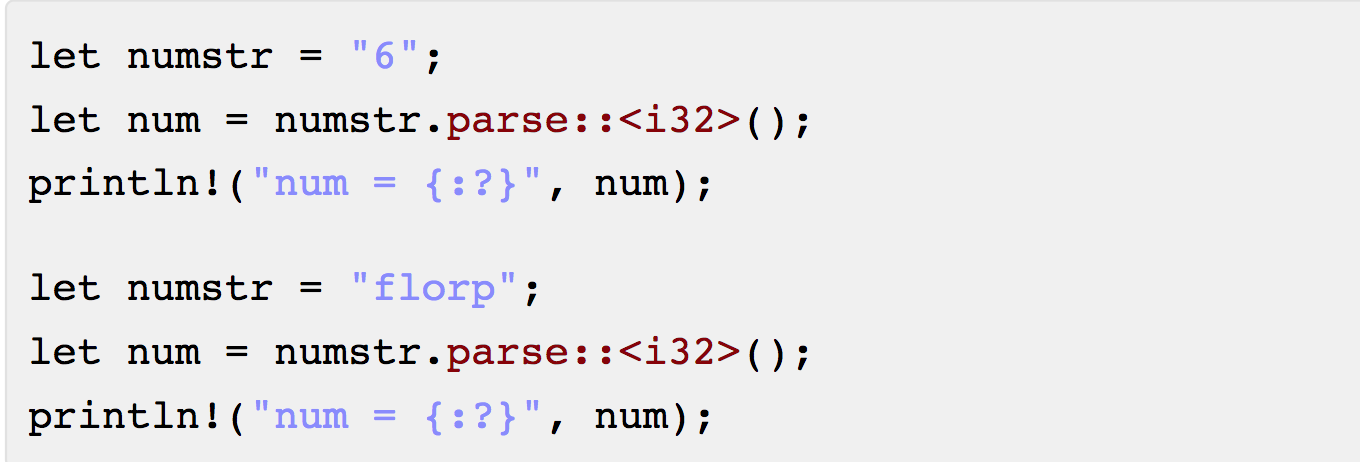 let numstr = "6";
let num = numstr.parse::<i32>();
println!("num = {:?}", num);
let numstr = "florp";
let num = numstr.parse::<i32>();
println!("num = {:?}", num);